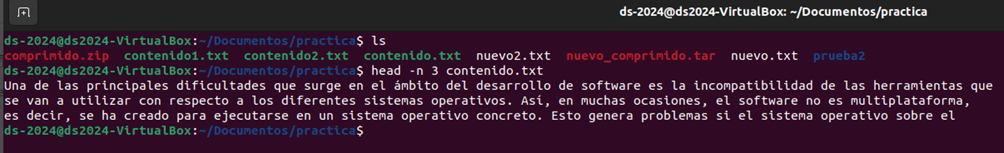 ds-2024@ds2024-VirtualBox: ~/Documentos/practica
ds-2024@ds2024-VirtualBox:~/Documentos/practica$ ls
comprimido.zip contenido1.txt contenido2.txt contenido.txt nuevo2.txt nuevo_comprimido.tar nuevo.txt prueba2
ds-2024@ds2024-VirtualBox:~/Documentos/practica$ head -n 3 contenido.txt
Una de las principales dificultades que surge en el ámbito del desarrollo de software es la incompatibilidad de las herramientas que
se van a utilizar con respecto a los diferentes sistemas operativos. Así, en muchas ocasiones, el software no es multiplataforma,
es decir, se ha creado para ejecutarse en un sistema operativo concreto. Esto genera problemas si el sistema operativo sobre el
ds-2024@ds2024-VirtualBox:~/Documentos/practica$